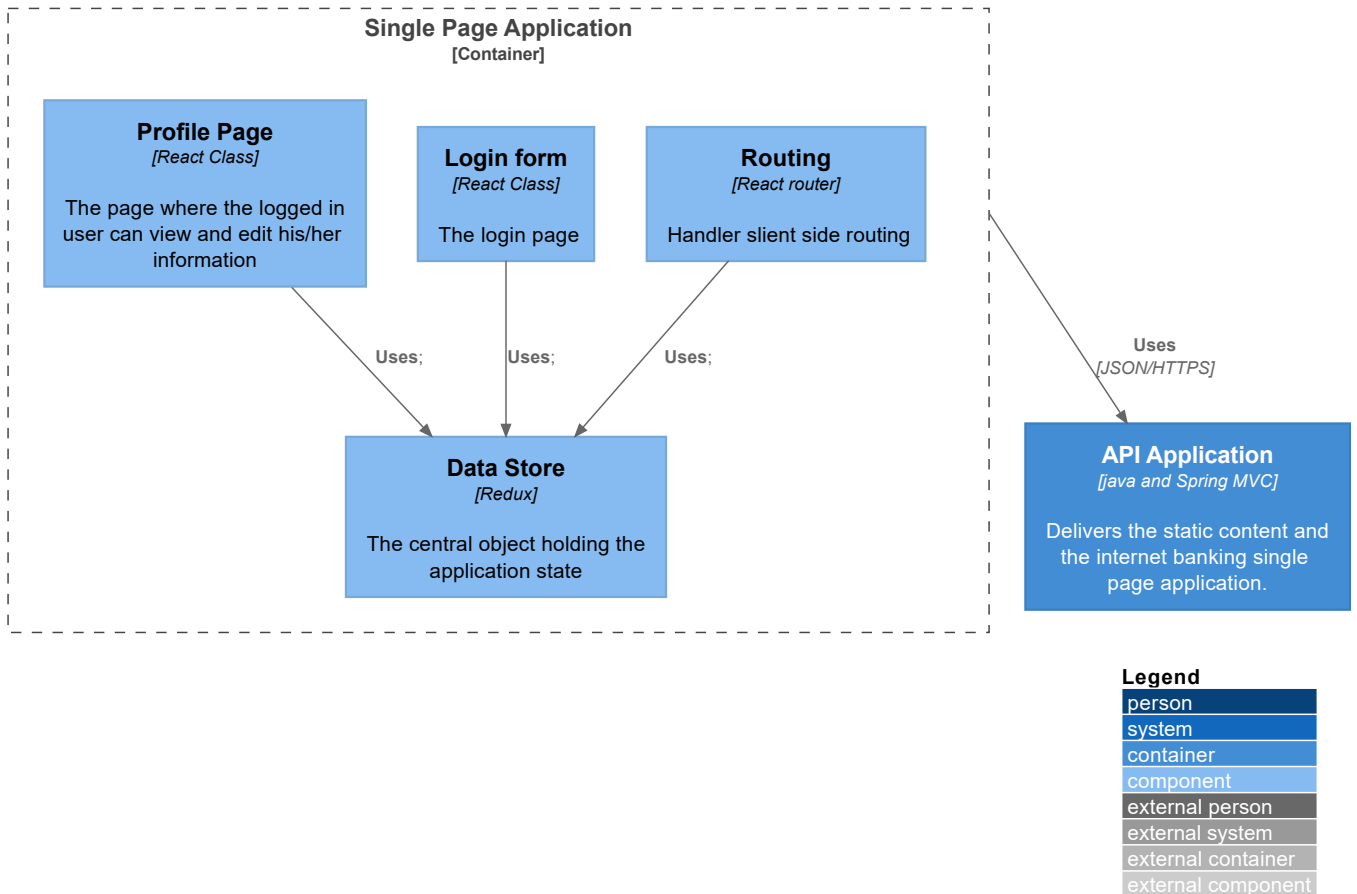 Single Page Application
[Container]
Profile Page
[React Class]
The page where the logged in
user can view and edit his/her
information
Login form
[React Class]
The login page
Routing
[React router]
Handler slient side routing
Uses;
Uses;
Uses;
Uses
[JSON/HTTPS]
Data Store
[Redux]
The central object holding the
application state
API Application
[java and Spring MVC]
Delivers the static content and
the internet banking single
page application.
Legend
person
system
container
component
external person
external system
external container
external component